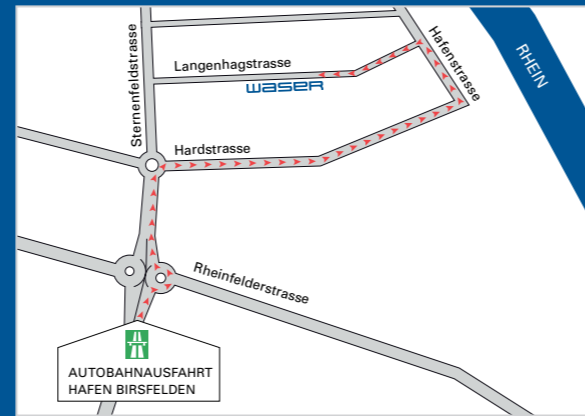 Sternenfeldstrasse
Langenhagstrasse
waser
Hafenstrasse
RHEIN
Hardstrasse
Rheinfelderstrasse
AUTOBAHNAUSFAHRT
HAFEN BIRSFELDEN